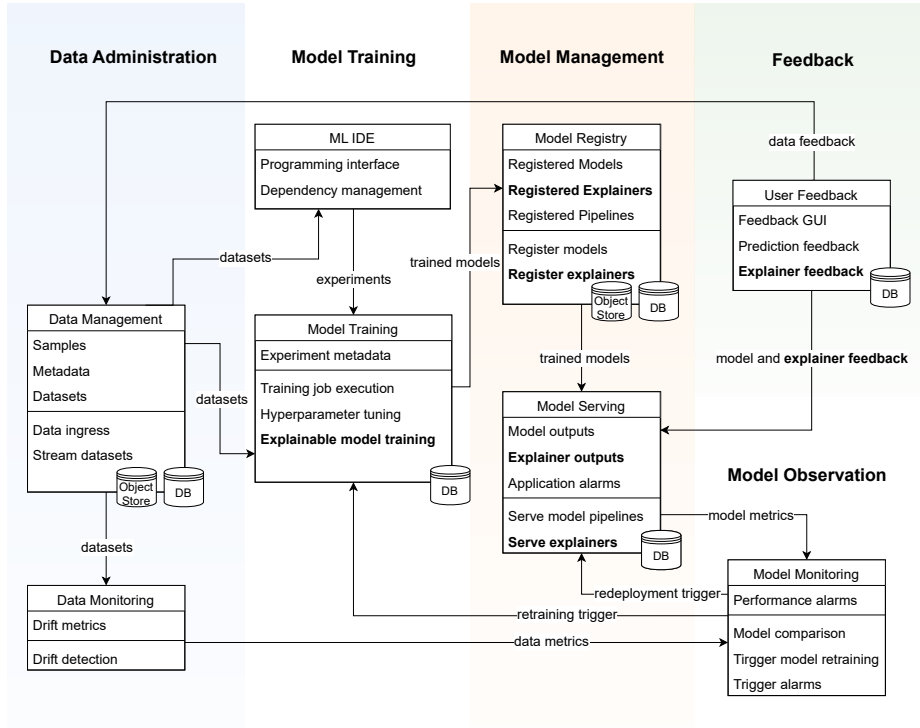 Data Administration
Model Training
Model Management
Feedback
ML IDE
Programming interface
Dependency management
Model Registry
Registered Models
Registered Explainers
Registered Pipelines
Register models
Register explainers
Object
Store
DB
data feedback
User Feedback
Feedback GUI
Prediction feedback
Explainer feedback
DB
datasets
experiments
trained models
Data Management
Samples
Metadata
Datasets
Data ingress
Stream datasets
Object
Store
DB
datasets
Model Training
Experiment metadata
Training job execution
Hyperparameter tuning
Explainable model training
DB
trained models
model and explainer feedback
Model Serving
Model outputs
Explainer outputs
Application alarms
Serve model pipelines
Serve explainers
DB
Model Observation
model metrics
datasets
Data Monitoring
Drift metrics
Drift detection
redeployment trigger
retraining trigger
data metrics
Model Monitoring
Performance alarms
Model comparison
Tirgger model retraining
Trigger alarms